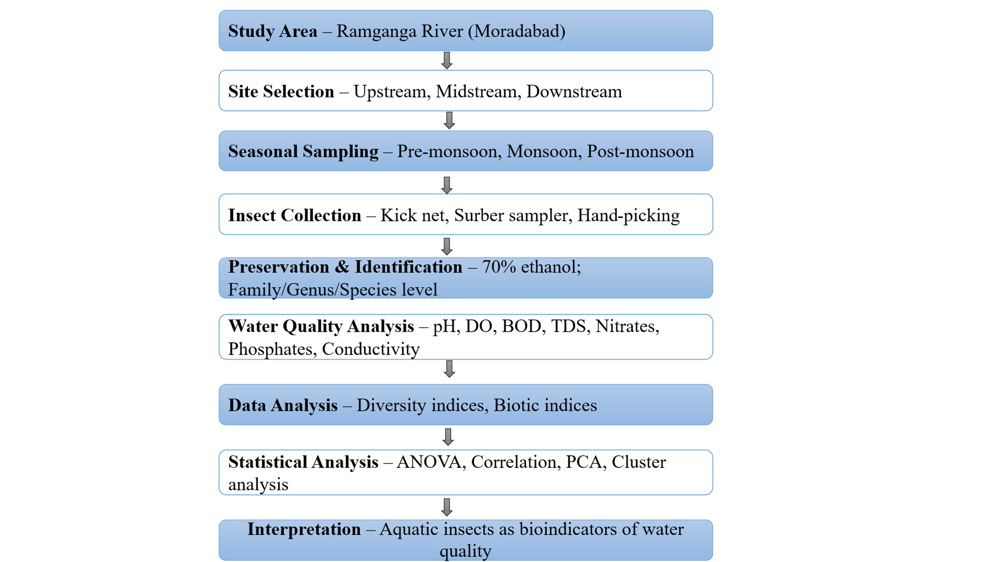 Study Area – Ramganga River (Moradabad)
Site Selection – Upstream, Midstream, Downstream
Seasonal Sampling – Pre-monsoon, Monsoon, Post-monsoon
Insect Collection – Kick net, Surber sampler, Hand-picking
Preservation & Identification – 70% ethanol;
Family/Genus/Species level
Water Quality Analysis – pH, DO, BOD, TDS, Nitrates,
Phosphates, Conductivity
Data Analysis – Diversity indices, Biotic indices
Statistical Analysis – ANOVA, Correlation, PCA, Cluster
analysis
Interpretation – Aquatic insects as bioindicators of water
quality